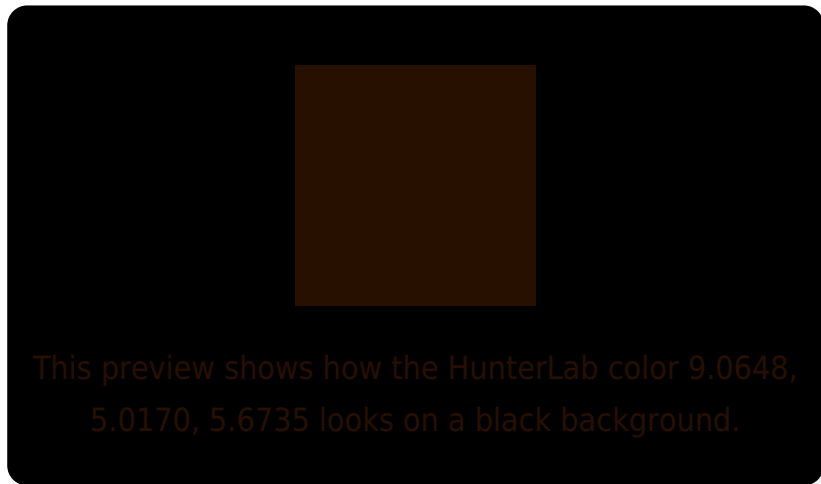 This preview shows how the HunterLab color 9.0648,
5.0170, 5.6735 looks on a black background.